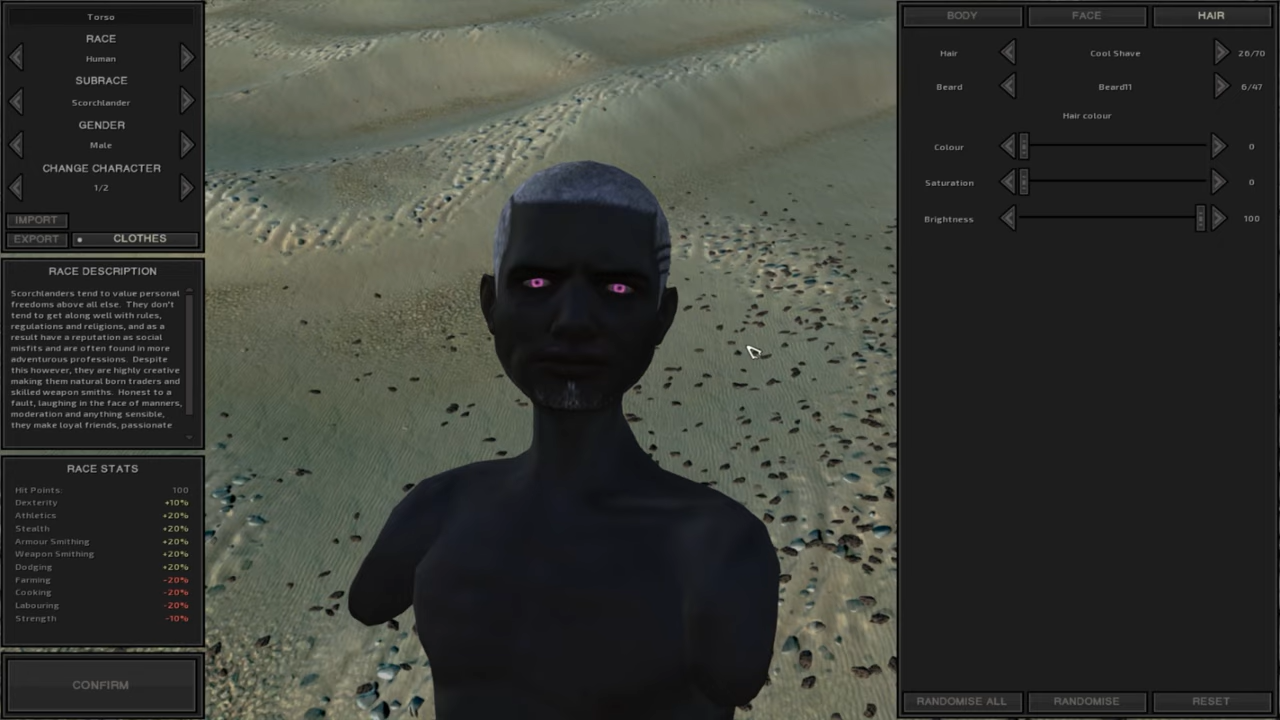 Torso
RACE
Human
SUBRACE
Scorchlander
GENDER
Male
CHANGE CHARACTER
1/2
IMPORT
EXPORT
CLOTHES
RACE DESCRIPTION
Scorchlanders tend to value personal
freedoms above all else. They don't
tend to get along well with rules,
regulations and religions, and as a
result have a reputation as social
misfits and are often found in more
adventurous professions. Despite
this however, they are highly creative
making them natural born traders and
skilled weapon smiths. Honest to a
fault, laughing in the face of manners,
moderation and anything sensible,
they make loyal friends, passionate
RACE STATS
Hit Points: 100
Dexterity +10%
Athletics +20%
Stealth +20%
Armour Smithing +20%
Weapon Smithing +20%
Dodging +20%
Farming -20%
Cooking -20%
Labouring -20%
Strength -10%
CONFIRM
BODY FACE HAIR
Hair Cool Shave 26/70
Beard Beard11 6/47
Hair colour
Colour 0
Saturation 0
Brightness 100
RANDOMISE ALL RANDOMISE RESET